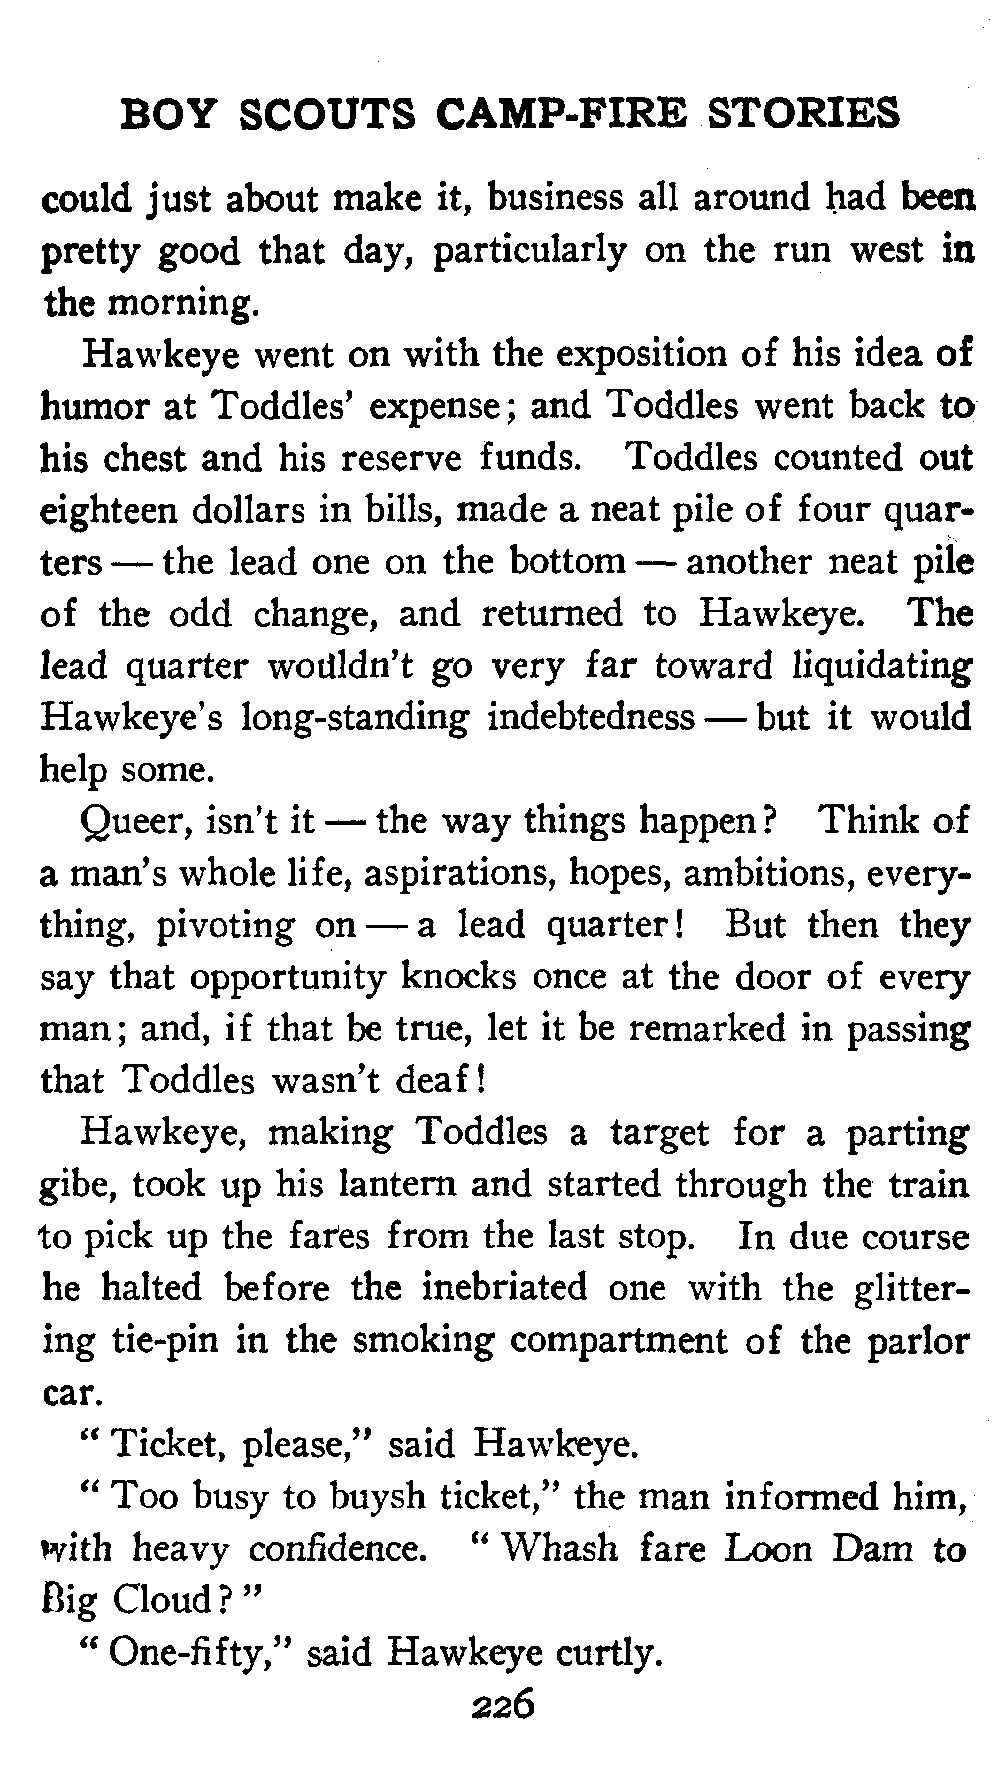 BOY SCOUTS CAMP-FIRE STORIES
could just about make it, business all around had been
pretty good that day, particularly on the run west in
the morning.
Hawkeye went on with the exposition of his idea of
humor at Toddles' expense; and Toddles went back to
his chest and his reserve funds. Toddles counted out
eighteen dollars in bills, made a neat pile of four quar-
ters — the lead one on the bottom — another neat pile
of the odd change, and returned to Hawkeye. The
lead quarter wouldn't go very far toward liquidating
Hawkeye's long-standing indebtedness — but it would
help some.
Queer, isn't it — the way things happen? Think of
a man's whole life, aspirations, hopes, ambitions, every-
thing, pivoting on — a lead quarter! But then they
say that opportunity knocks once at the door of every
man; and, if that be true, let it be remarked in passing
that Toddles wasn't deaf!
Hawkeye, making Toddles a target for a parting
gibe, took up his lantern and started through the train
to pick up the fares from the last stop. In due course
he halted before the inebriated one with the glitter-
ing tie-pin in the smoking compartment of the parlor
car.
" Ticket, please," said Hawkeye.
" Too busy to buysh ticket," the man informed him,
with heavy confidence. " Whash fare Loon Dam to
Big Cloud? "
" One-fifty," said Hawkeye curtly.
226